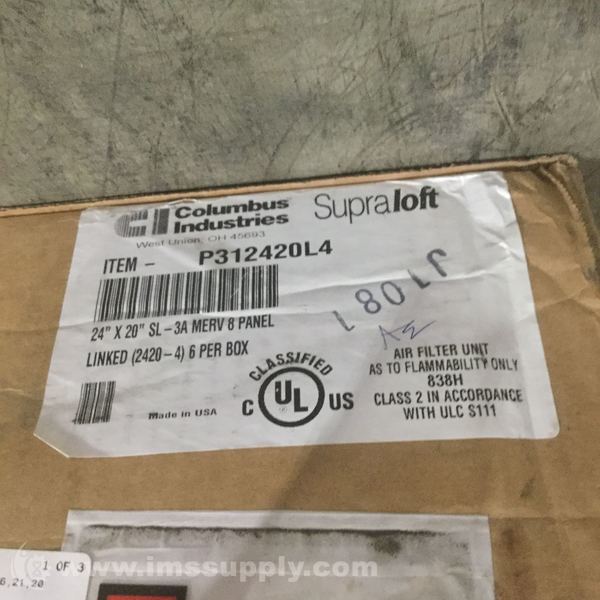 CI Columbus Industries Supraloft
West Union, OH 45693
ITEM - P312420L4
24" X 20" SL-3A MERV 8 PANEL
LINKED (2420-4) 6 PER BOX
Made in USA
CLASSIFIED
C UL US
AIR FILTER UNIT
AS TO FLAMMABILITY ONLY
838H
CLASS 2 IN ACCORDANCE
WITH ULC S111
1 OF 3
6,21,20
www.imssupply.com